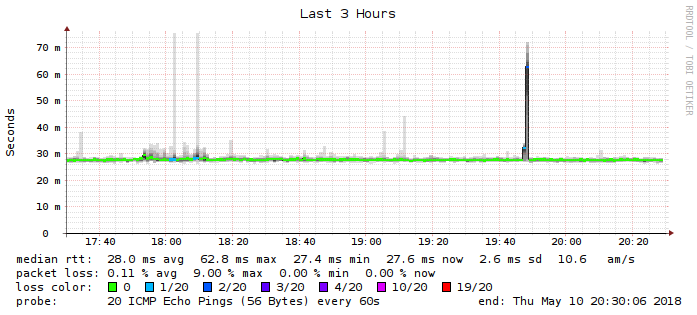 Last 3 Hours
RRDTOOL / TOBI OETIKER
Seconds
70 m
60 m
50 m
40 m
30 m
20 m
10 m
0
17:40 18:00 18:20 18:40 19:00 19:20 19:40 20:00 20:20
median rtt: 28.0 ms avg 62.8 ms max 27.4 ms min 27.6 ms now 2.6 ms sd 10.6 am/s
packet loss: 0.11 % avg 9.00 % max 0.00 % min 0.00 % now
loss color: 0 1/20 2/20 3/20 4/20 10/20 19/20
probe: 20 ICMP Echo Pings (56 Bytes) every 60s end: Thu May 10 20:30:06 2018